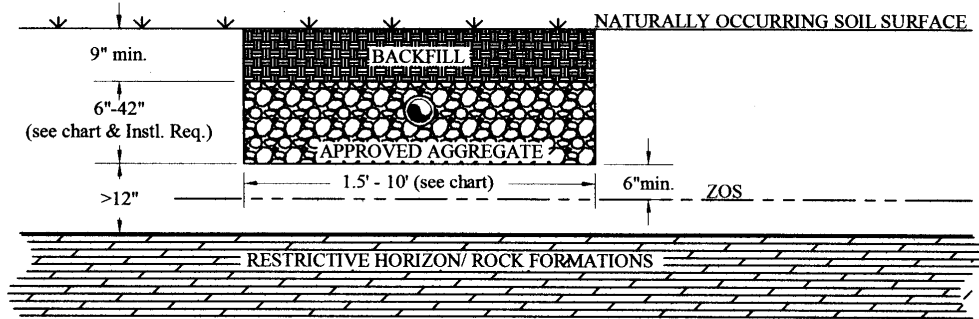 NATURALLY OCCURRING SOIL SURFACE
9" min.
BACKFILL
6"-42"
(see chart & Instl. Req.)
APPROVED AGGREGATE
1.5' - 10' (see chart)
6"min.
>12"
ZOS
RESTRICTIVE HORIZON/ ROCK FORMATIONS